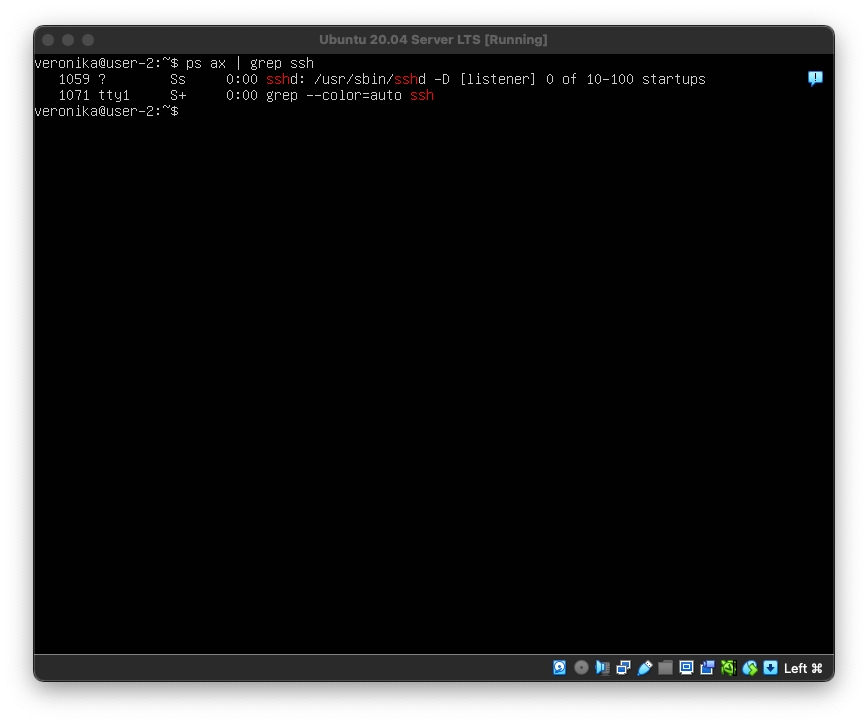 Ubuntu 20.04 Server LTS [Running]
veronika@user-2:~$ ps ax | grep ssh
   1059 ?        Ss     0:00 sshd: /usr/sbin/sshd -D [listener] 0 of 10-100 startups
   1071 tty1     S+     0:00 grep --color=auto ssh
veronika@user-2:~$
Left ⌘